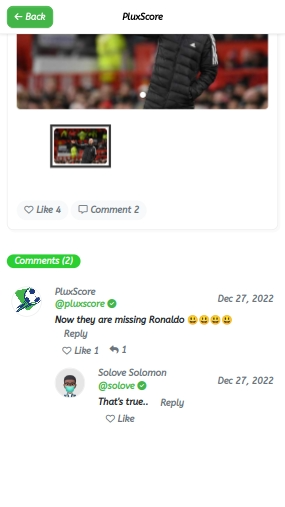 ← Back
PluxScore
Like 4
Comment 2
Comments (2)
PluxScore
@pluxscore
Dec 27, 2022
Now they are missing Ronaldo 😃😃😃😃
Reply
Like 1
1
Solove Solomon
@solove
Dec 27, 2022
That's true..
Reply
Like